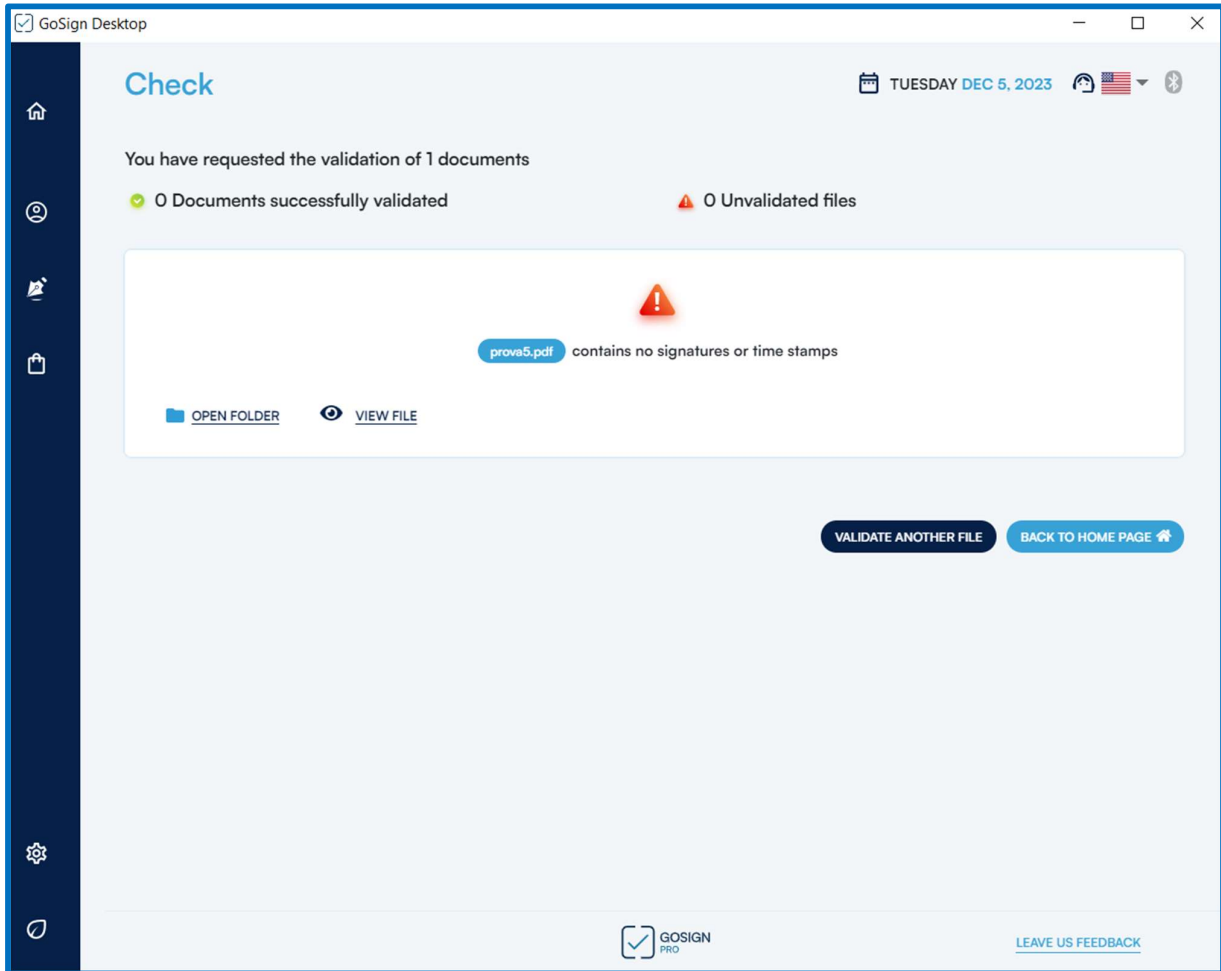 GoSign Desktop
Check
TUESDAY DEC 5, 2023
You have requested the validation of 1 documents
0 Documents successfully validated
0 Unvalidated files
prova5.pdf contains no signatures or time stamps
OPEN FOLDER
VIEW FILE
VALIDATE ANOTHER FILE
BACK TO HOME PAGE
GOSIGN
PRO
LEAVE US FEEDBACK